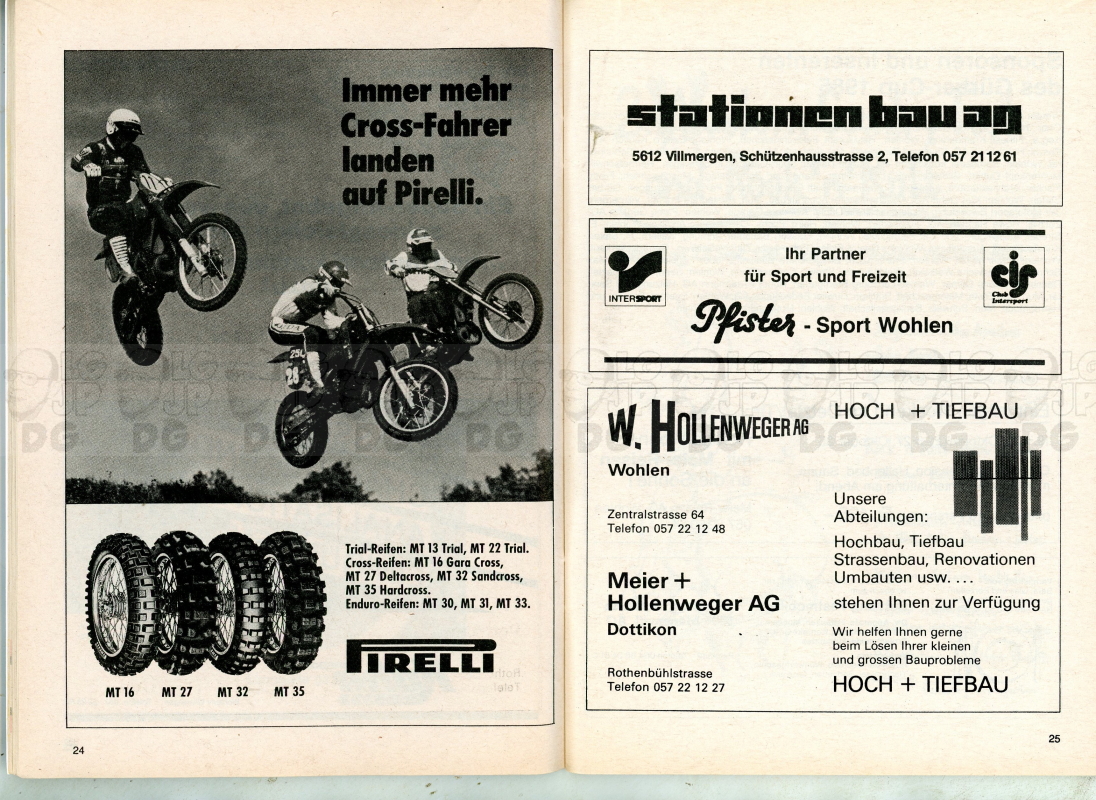 Immer mehr
Cross-Fahrer
landen
auf Pirelli.
250
28
Trial-Reifen: MT 13 Trial, MT 22 Trial.
Cross-Reifen: MT 16 Gara Cross,
MT 27 Deltacross, MT 32 Sandcross,
MT 35 Hardcross.
Enduro-Reifen: MT 30, MT 31, MT 33.
PIRELLI
MT 16 MT 27 MT 32 MT 35
24
stationen bau ag
5612 Villmergen, Schützenhausstrasse 2, Telefon 057 21 12 61
Ihr Partner
für Sport und Freizeit
INTERSPORT
cis
Club
Intersport
Pfister - Sport Wohlen
W. HOLLENWEGER AG
Wohlen
Zentralstrasse 64
Telefon 057 22 12 48
Meier +
Hollenweger AG
Dottikon
Rothenbühlstrasse
Telefon 057 22 12 27
HOCH + TIEFBAU
Unsere
Abteilungen:
Hochbau, Tiefbau
Strassenbau, Renovationen
Umbauten usw. ...
stehen Ihnen zur Verfügung
Wir helfen Ihnen gerne
beim Lösen Ihrer kleinen
und grossen Bauprobleme
HOCH + TIEFBAU
25
LG
JP
DG